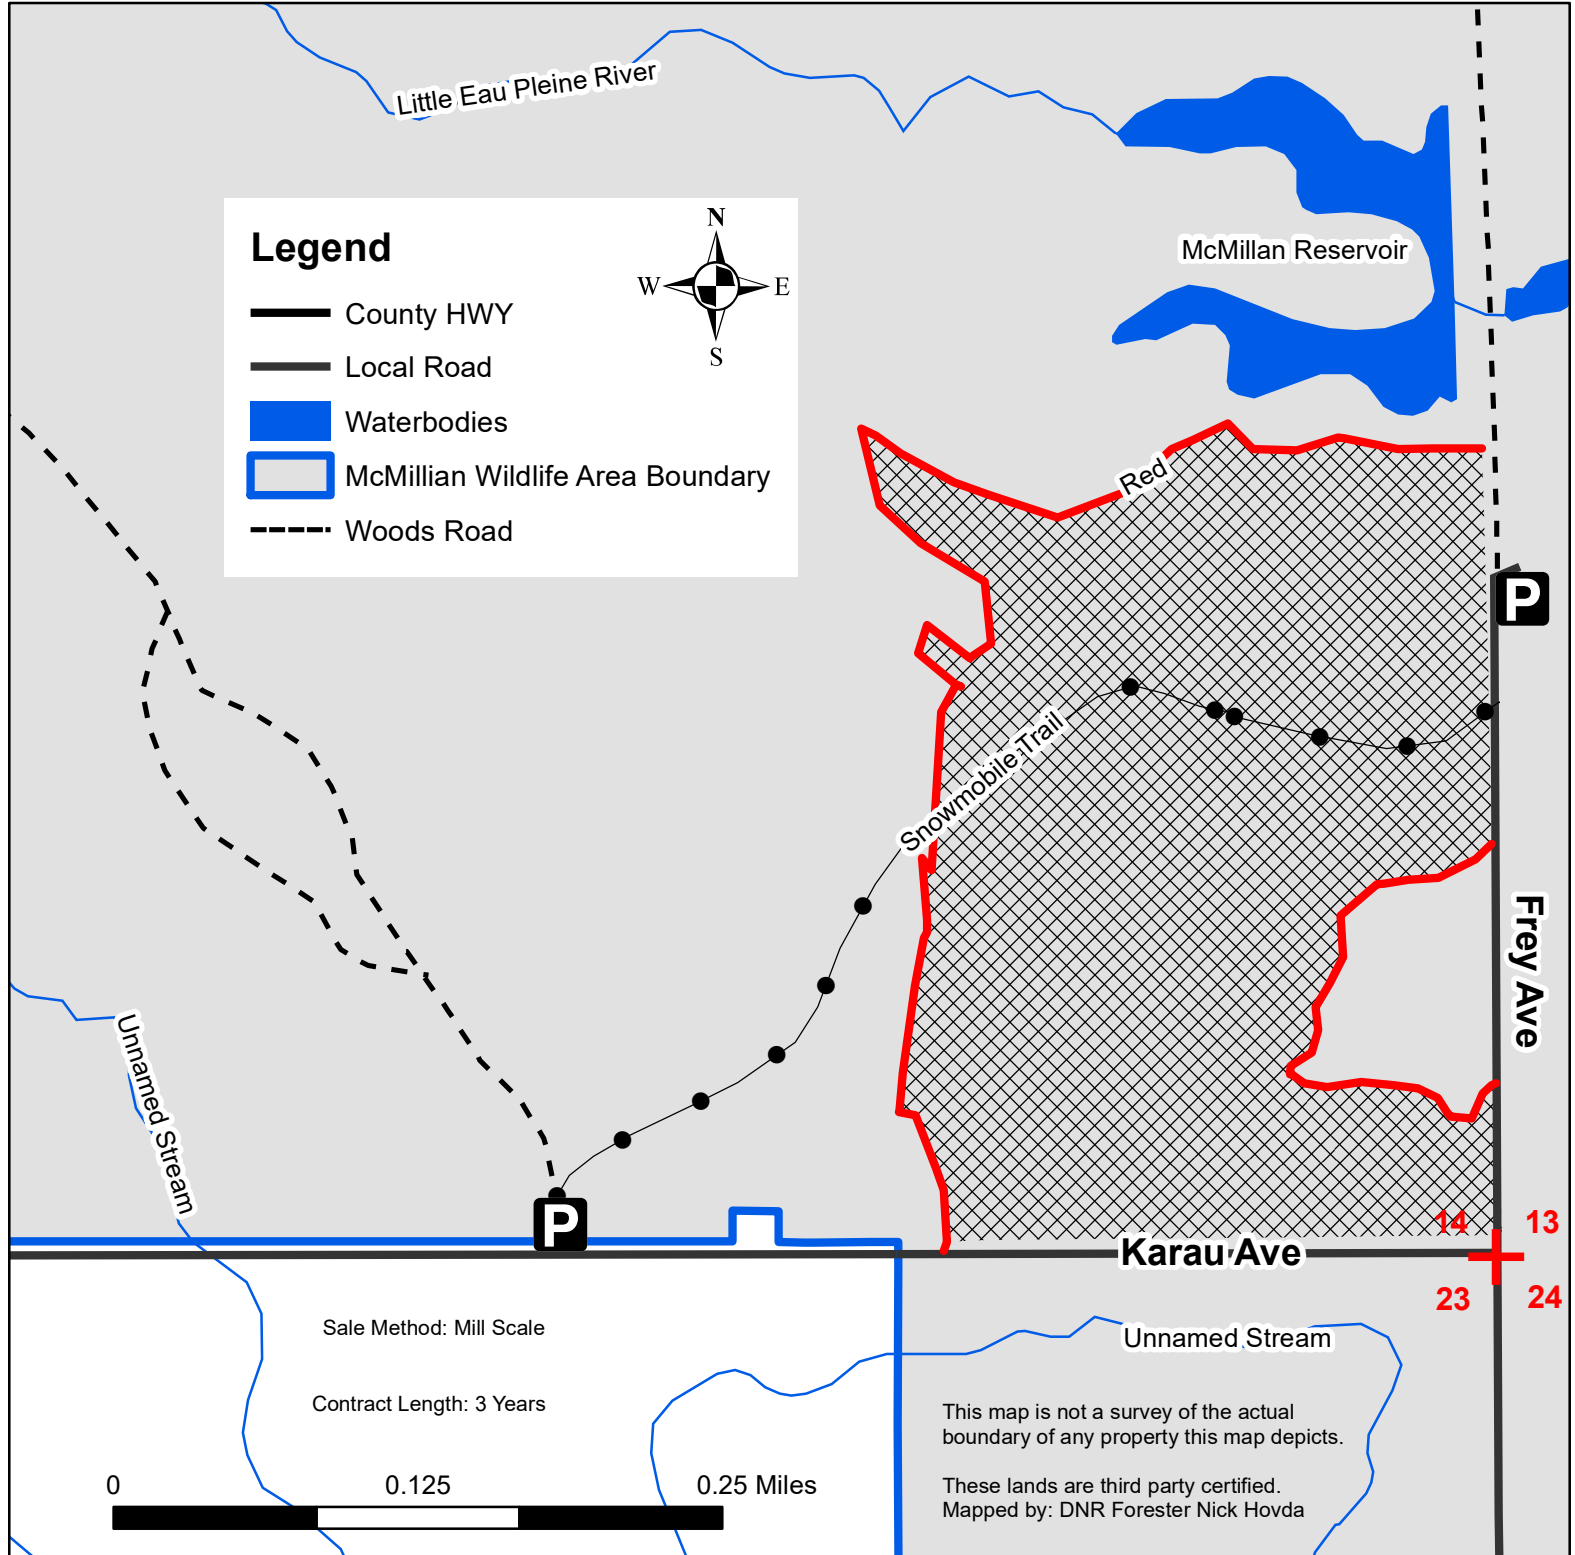 Little Eau Pleine River
McMillan Reservoir
Legend
N
W
E
S
County HWY
Local Road
Waterbodies
McMillian Wildlife Area Boundary
Woods Road
Red
P
Snowmobile Trail
Frey Ave
Unnamed Stream
P
14
13
Karau Ave
23
24
Sale Method: Mill Scale
Unnamed Stream
Contract Length: 3 Years
This map is not a survey of the actual
boundary of any property this map depicts.
0
0.125
0.25 Miles
These lands are third party certified.
Mapped by: DNR Forester Nick Hovda